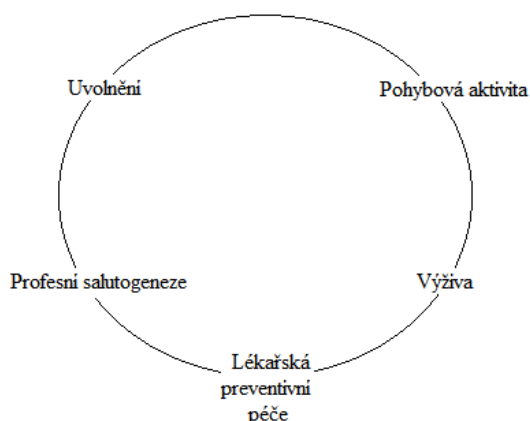 Uvolnění
Pohybová aktivita
Profesní salutogeneze
Výživa
Lékařská
preventivní
péče